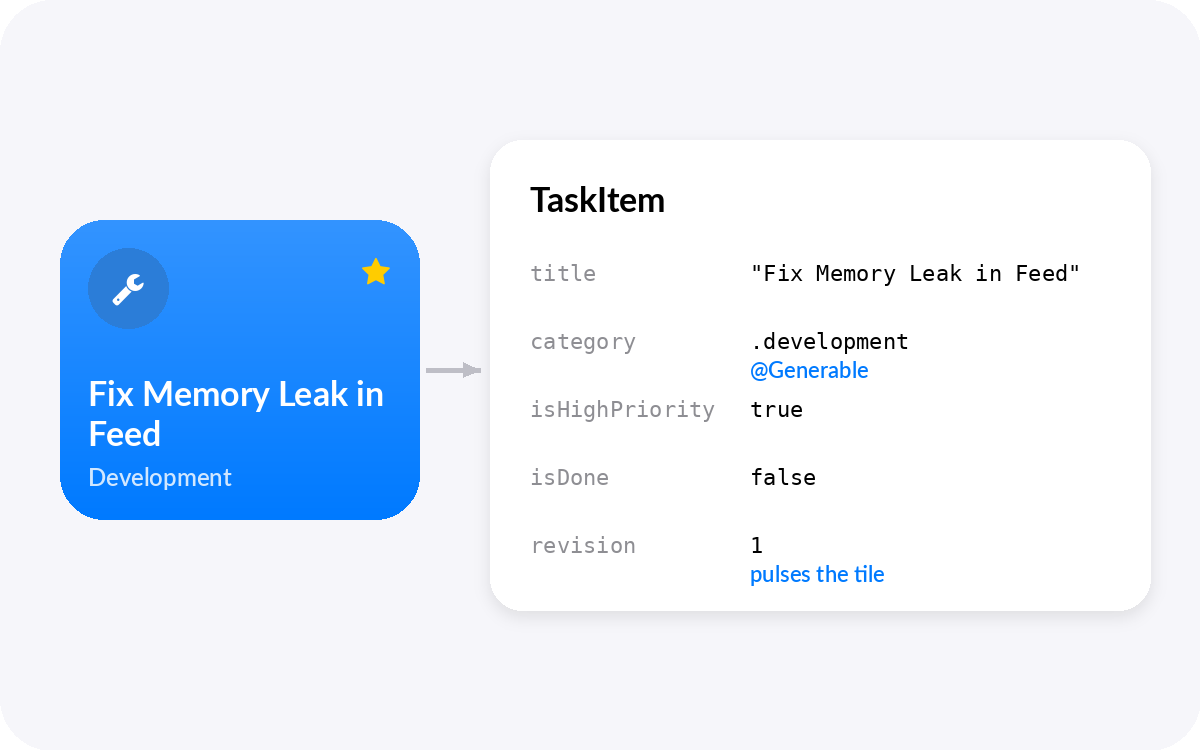 Fix Memory Leak in
Feed
Development
TaskItem
title "Fix Memory Leak in Feed"
category .development
@Generable
isHighPriority true
isDone false
revision 1
pulses the tile